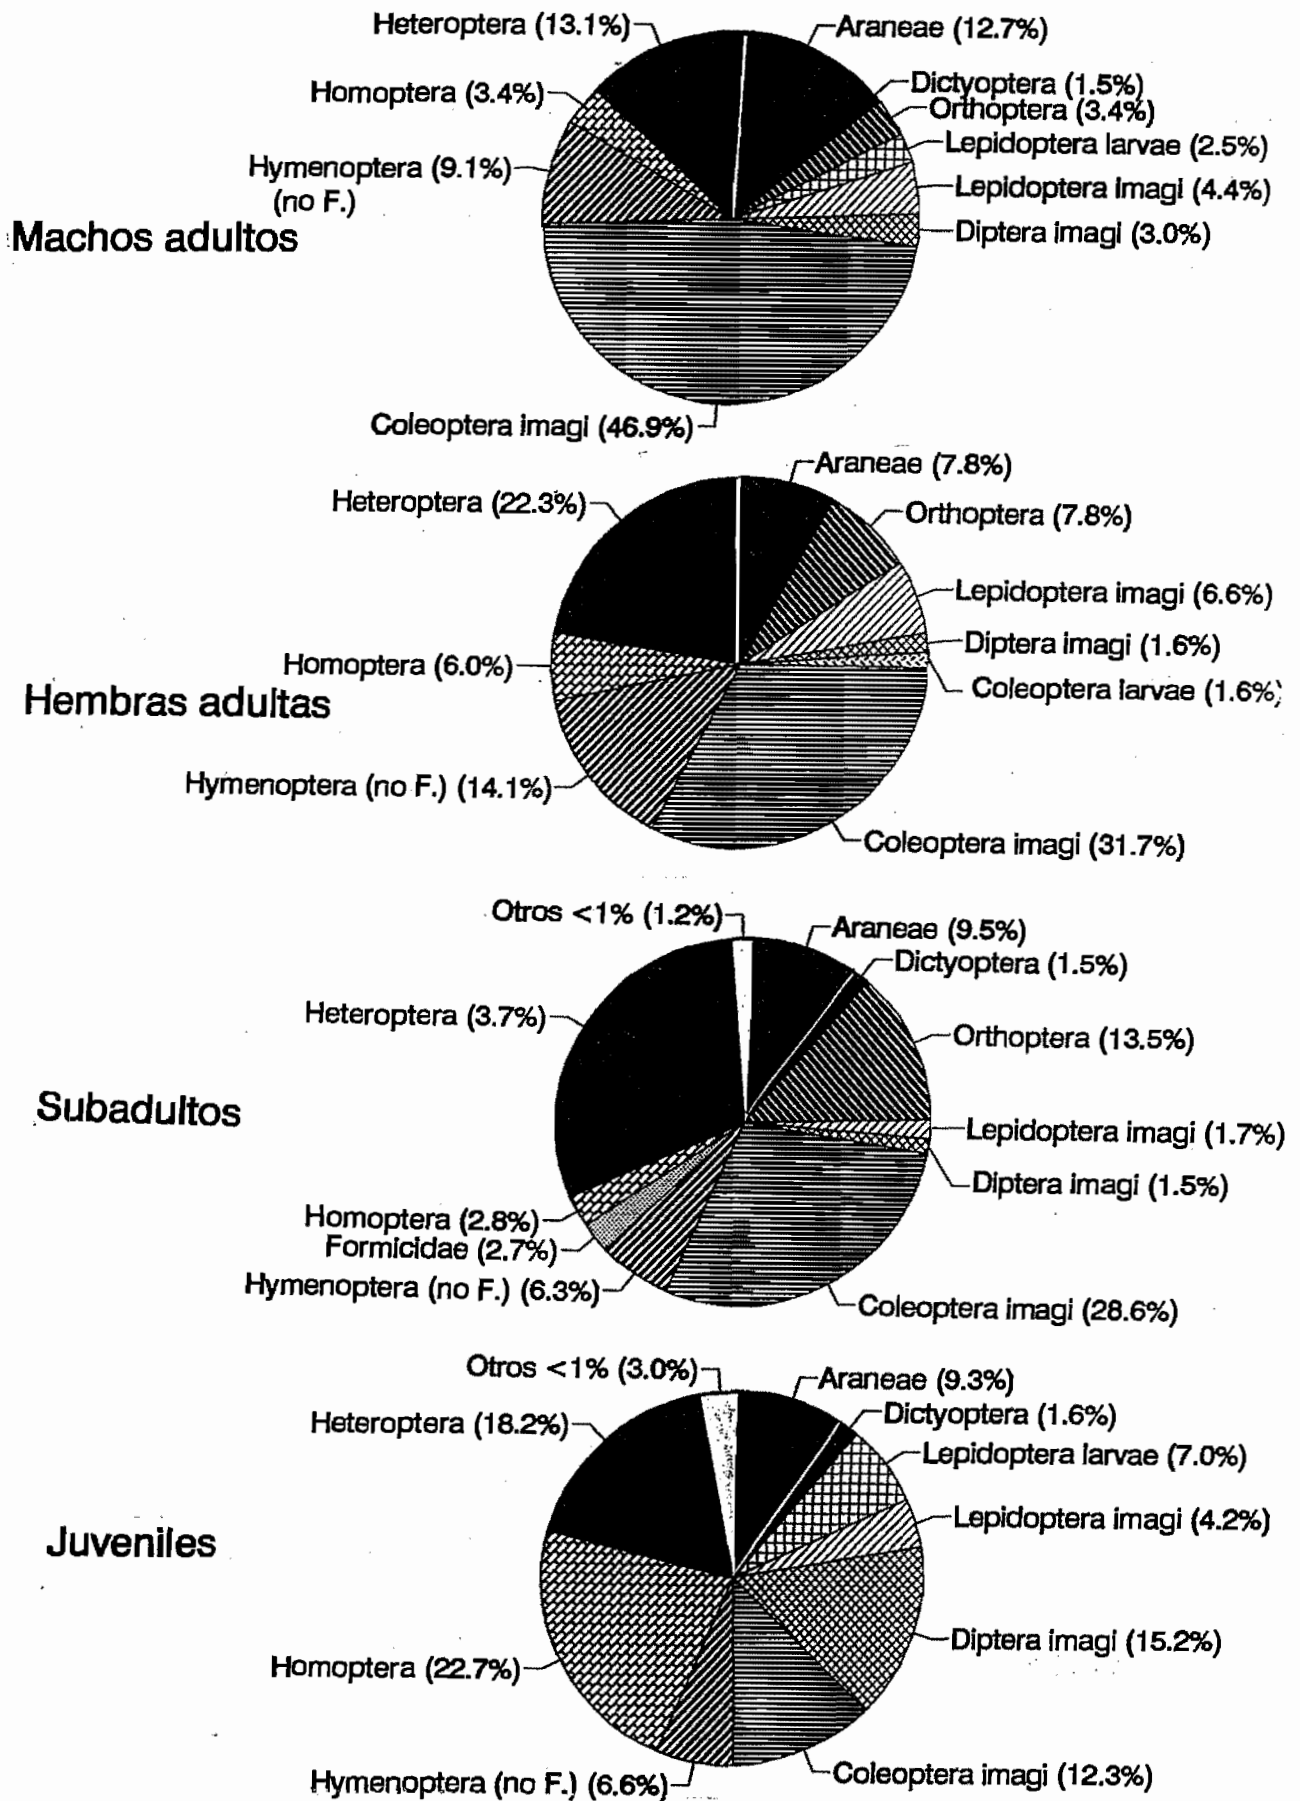 Heteroptera (13.1%)
Araneae (12.7%)
Homoptera (3.4%)
Dictyoptera (1.5%)
Orthoptera (3.4%)
Lepidoptera larvae (2.5%)
Hymenoptera (9.1%)
(no F.)
Lepidoptera imagi (4.4%)
Diptera imagi (3.0%)
Machos adultos
Coleoptera imagi (46.9%)
Araneae (7.8%)
Heteroptera (22.3%)
Orthoptera (7.8%)
Lepidoptera imagi (6.6%)
Diptera imagi (1.6%)
Homoptera (6.0%)
Coleoptera larvae (1.6%)
Hembras adultas
Hymenoptera (no F.) (14.1%)
Coleoptera imagi (31.7%)
Otros <1% (1.2%)
Araneae (9.5%)
Dictyoptera (1.5%)
Heteroptera (3.7%)
Orthoptera (13.5%)
Subadultos
Lepidoptera imagi (1.7%)
Diptera imagi (1.5%)
Homoptera (2.8%)
Formicidae (2.7%)
Hymenoptera (no F.) (6.3%)
Coleoptera imagi (28.6%)
Otros <1% (3.0%)
Araneae (9.3%)
Dictyoptera (1.6%)
Heteroptera (18.2%)
Lepidoptera larvae (7.0%)
Lepidoptera imagi (4.2%)
Juveniles
Diptera imagi (15.2%)
Homoptera (22.7%)
Coleoptera imagi (12.3%)
Hymenoptera (no F.) (6.6%)